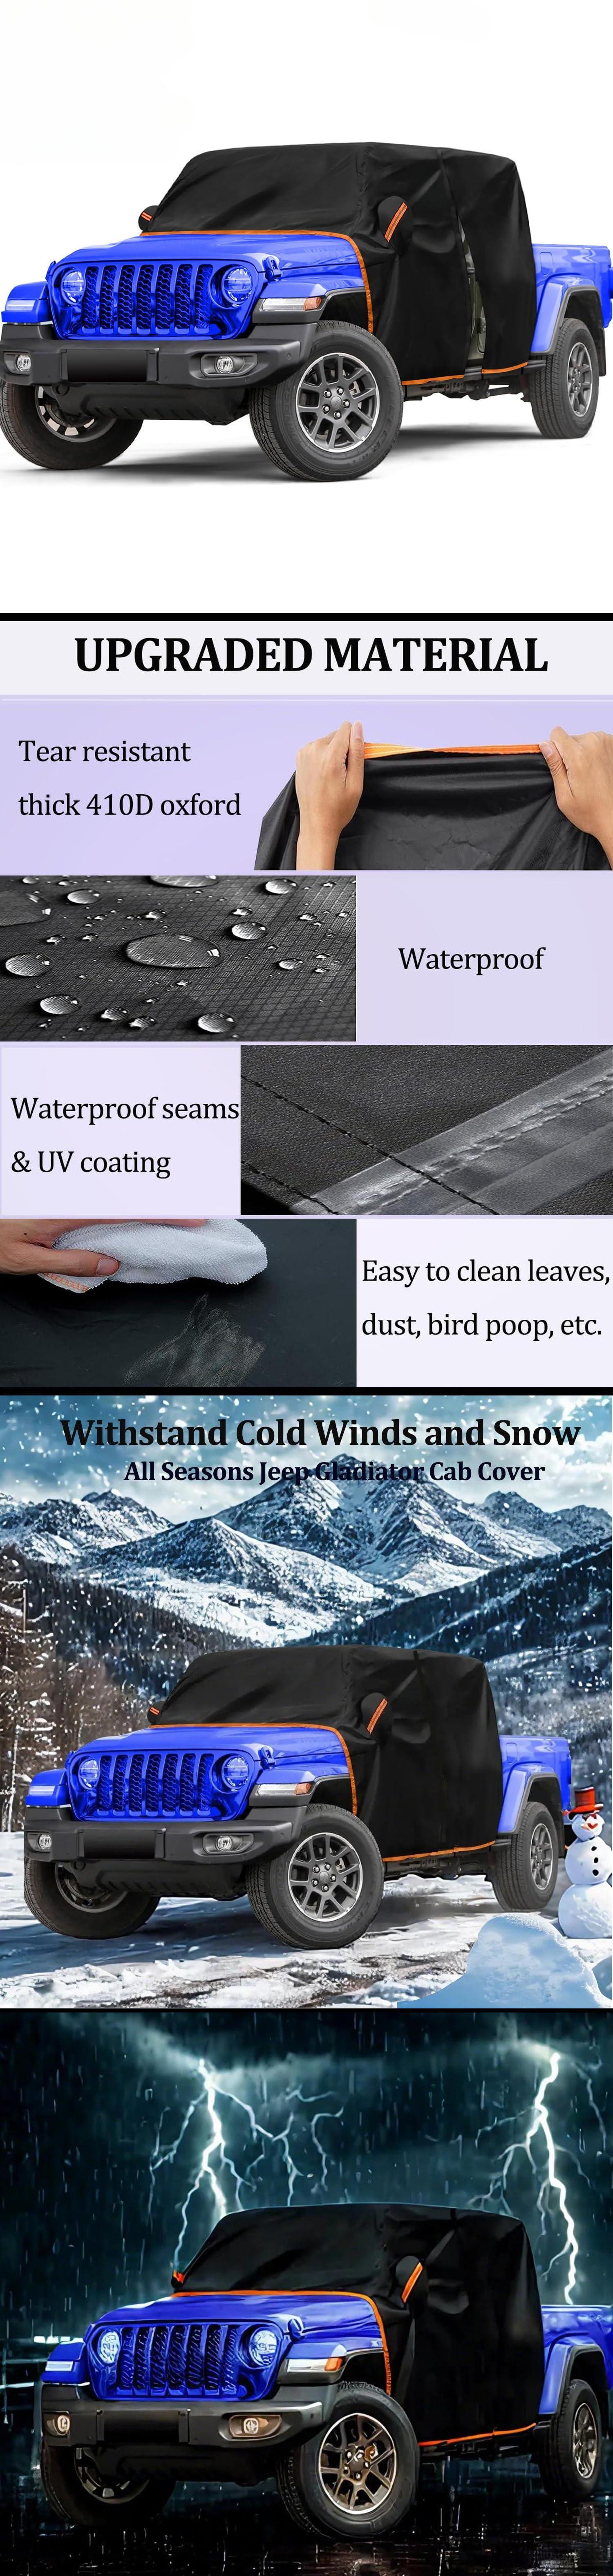 UPGRADED MATERIAL
Tear resistant
thick 410D oxford
Waterproof
Waterproof seams
& UV coating
Easy to clean leaves,
dust, bird poop, etc.
Withstand Cold Winds and Snow
All Seasons Jeep Gladiator Cab Cover